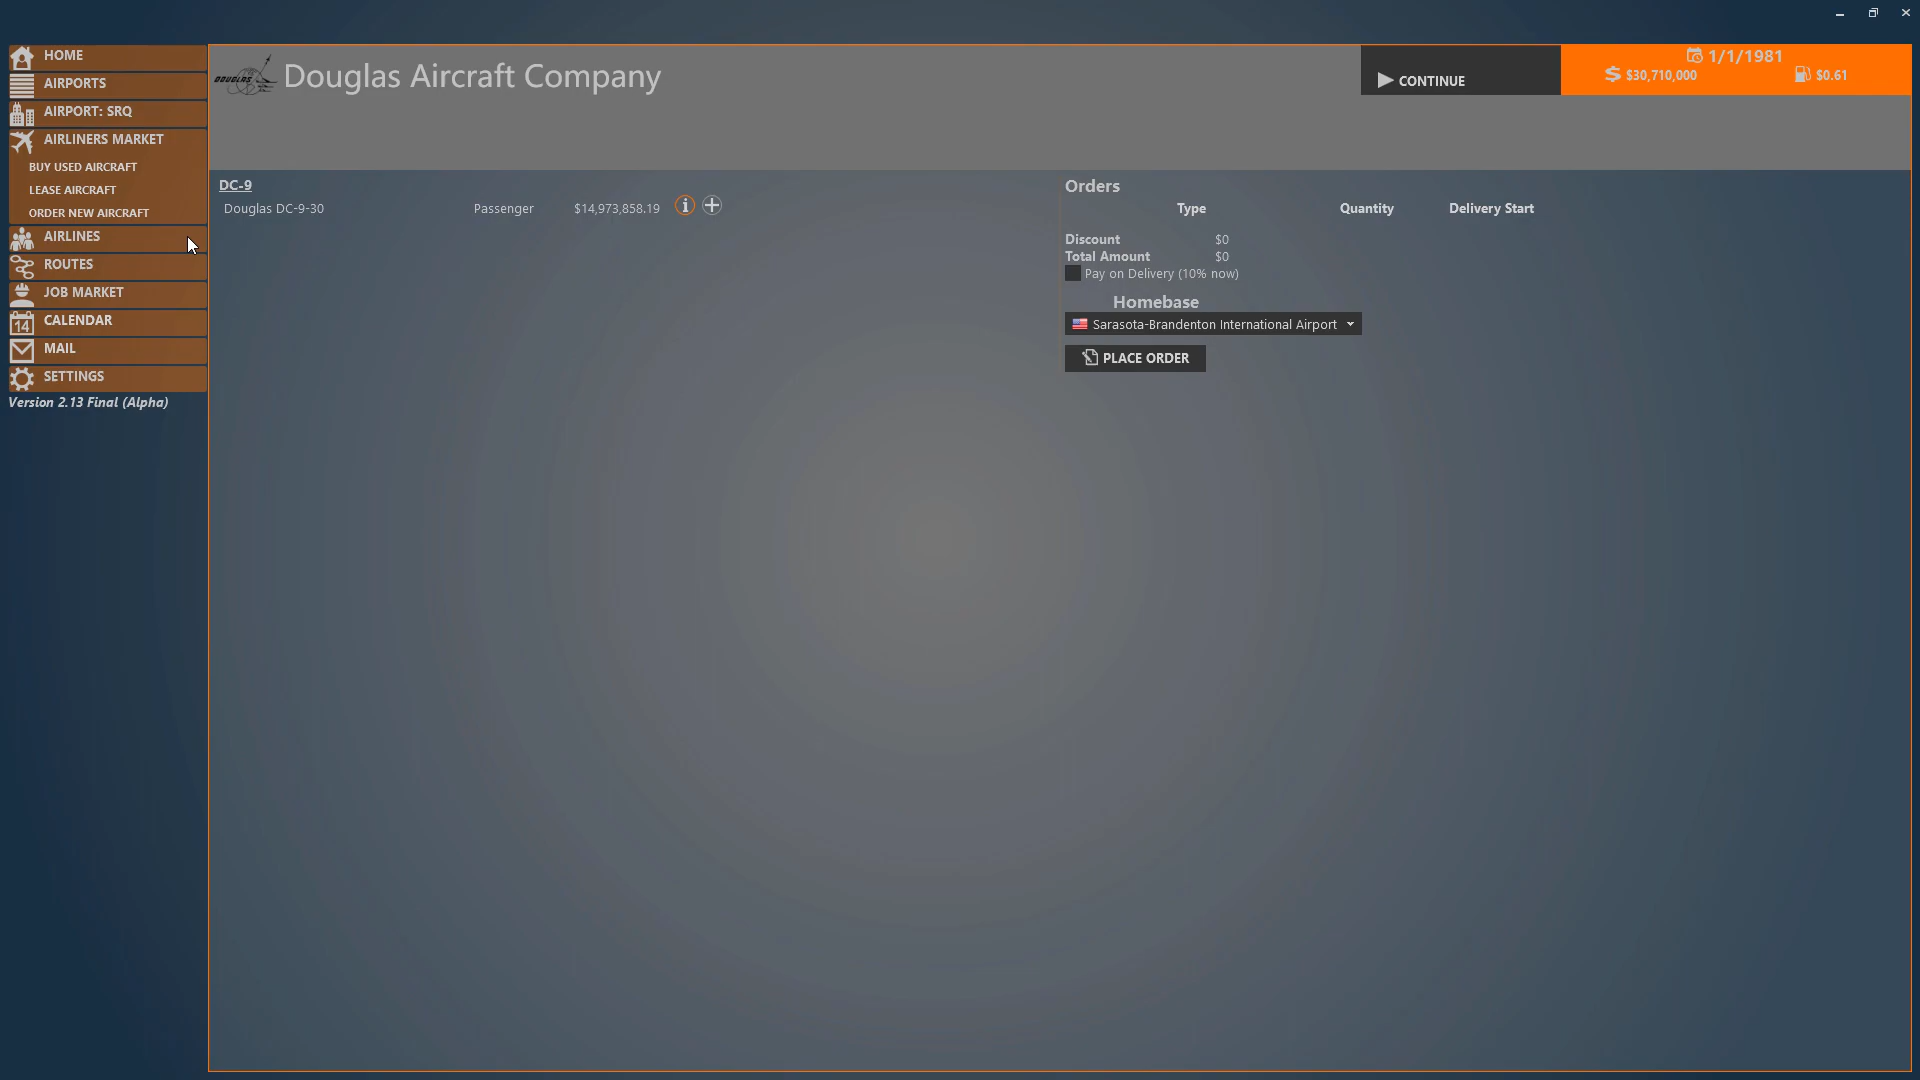 HOME
AIRPORTS
AIRPORT: SRQ
AIRLINERS MARKET
BUY USED AIRCRAFT
LEASE AIRCRAFT
ORDER NEW AIRCRAFT
AIRLINES
ROUTES
JOB MARKET
14
CALENDAR
MAIL
SETTINGS
Version 2.13 Final (Alpha)
DOUGLAS
Douglas Aircraft Company
CONTINUE
1/1/1981
$30,710,000
$0.61
DC-9
Douglas DC-9-30 Passenger $14,973,858.19
Orders
Type Quantity Delivery Start
Discount $0
Total Amount $0
Pay on Delivery (10% now)
Homebase
Sarasota-Brandenton International Airport
PLACE ORDER